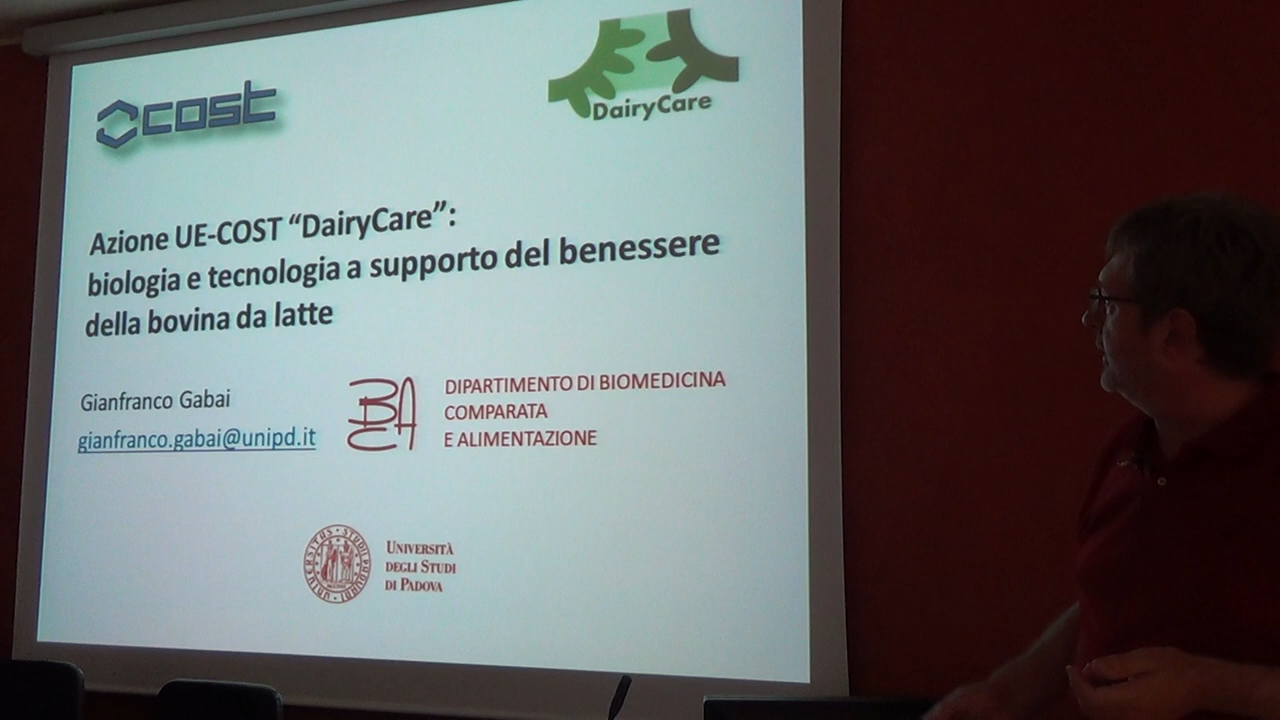 cost
DairyCare
Azione UE-COST “DairyCare”:
biologia e tecnologia a supporto del benessere
della bovina da latte
Gianfranco Gabai
gianfranco.gabai@unipd.it
BCA
DIPARTIMENTO DI BIOMEDICINA
COMPARATA
E ALIMENTAZIONE
UNIVERSITÀ
DEGLI STUDI
DI PADOVA